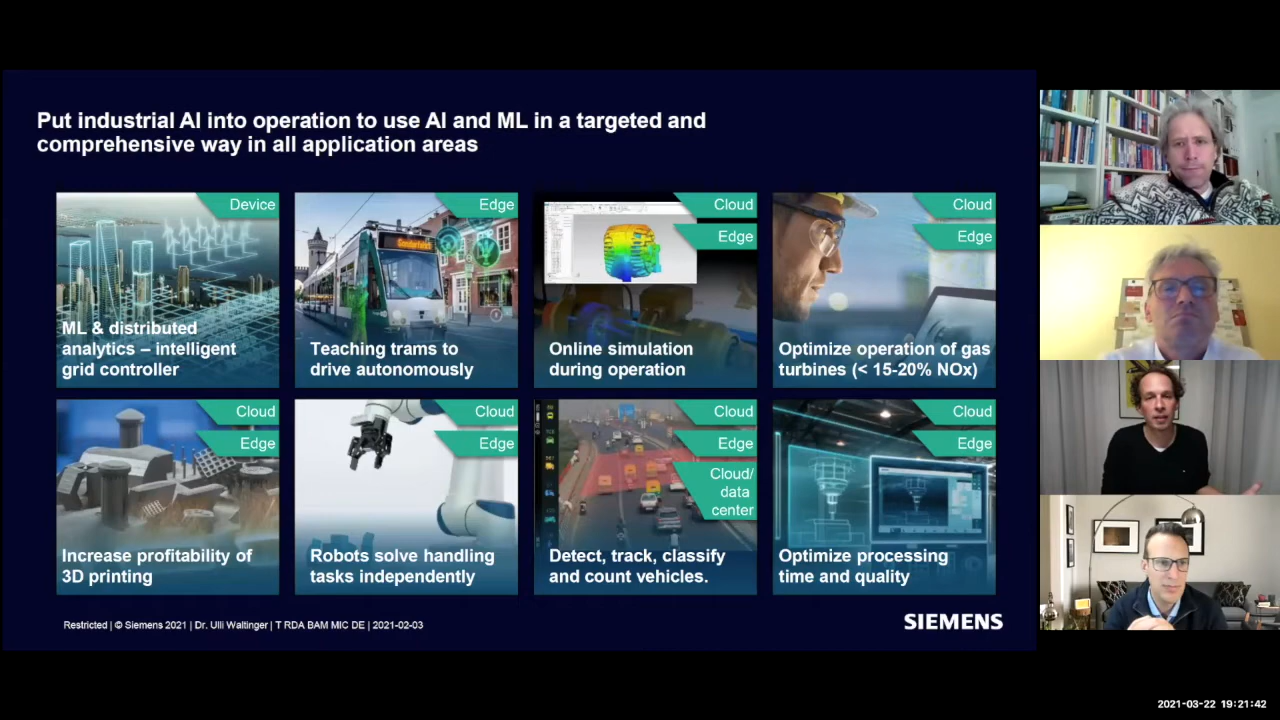 Put industrial AI into operation to use AI and ML in a targeted and
comprehensive way in all application areas
Device
ML & distributed
analytics – intelligent
grid controller
Edge
Teaching trams to
drive autonomously
Cloud
Edge
Online simulation
during operation
Cloud
Edge
Optimize operation of gas
turbines (< 15-20% NOx)
Cloud
Edge
Increase profitability of
3D printing
Cloud
Edge
Robots solve handling
tasks independently
Cloud
Edge
Cloud/
data
center
Detect, track, classify
and count vehicles.
Cloud
Edge
Optimize processing
time and quality
Restricted | © Siemens 2021 | Dr. Ulli Waltinger | T RDA BAM MIC DE | 2021-02-03
SIEMENS
2021-03-22 19:21:42